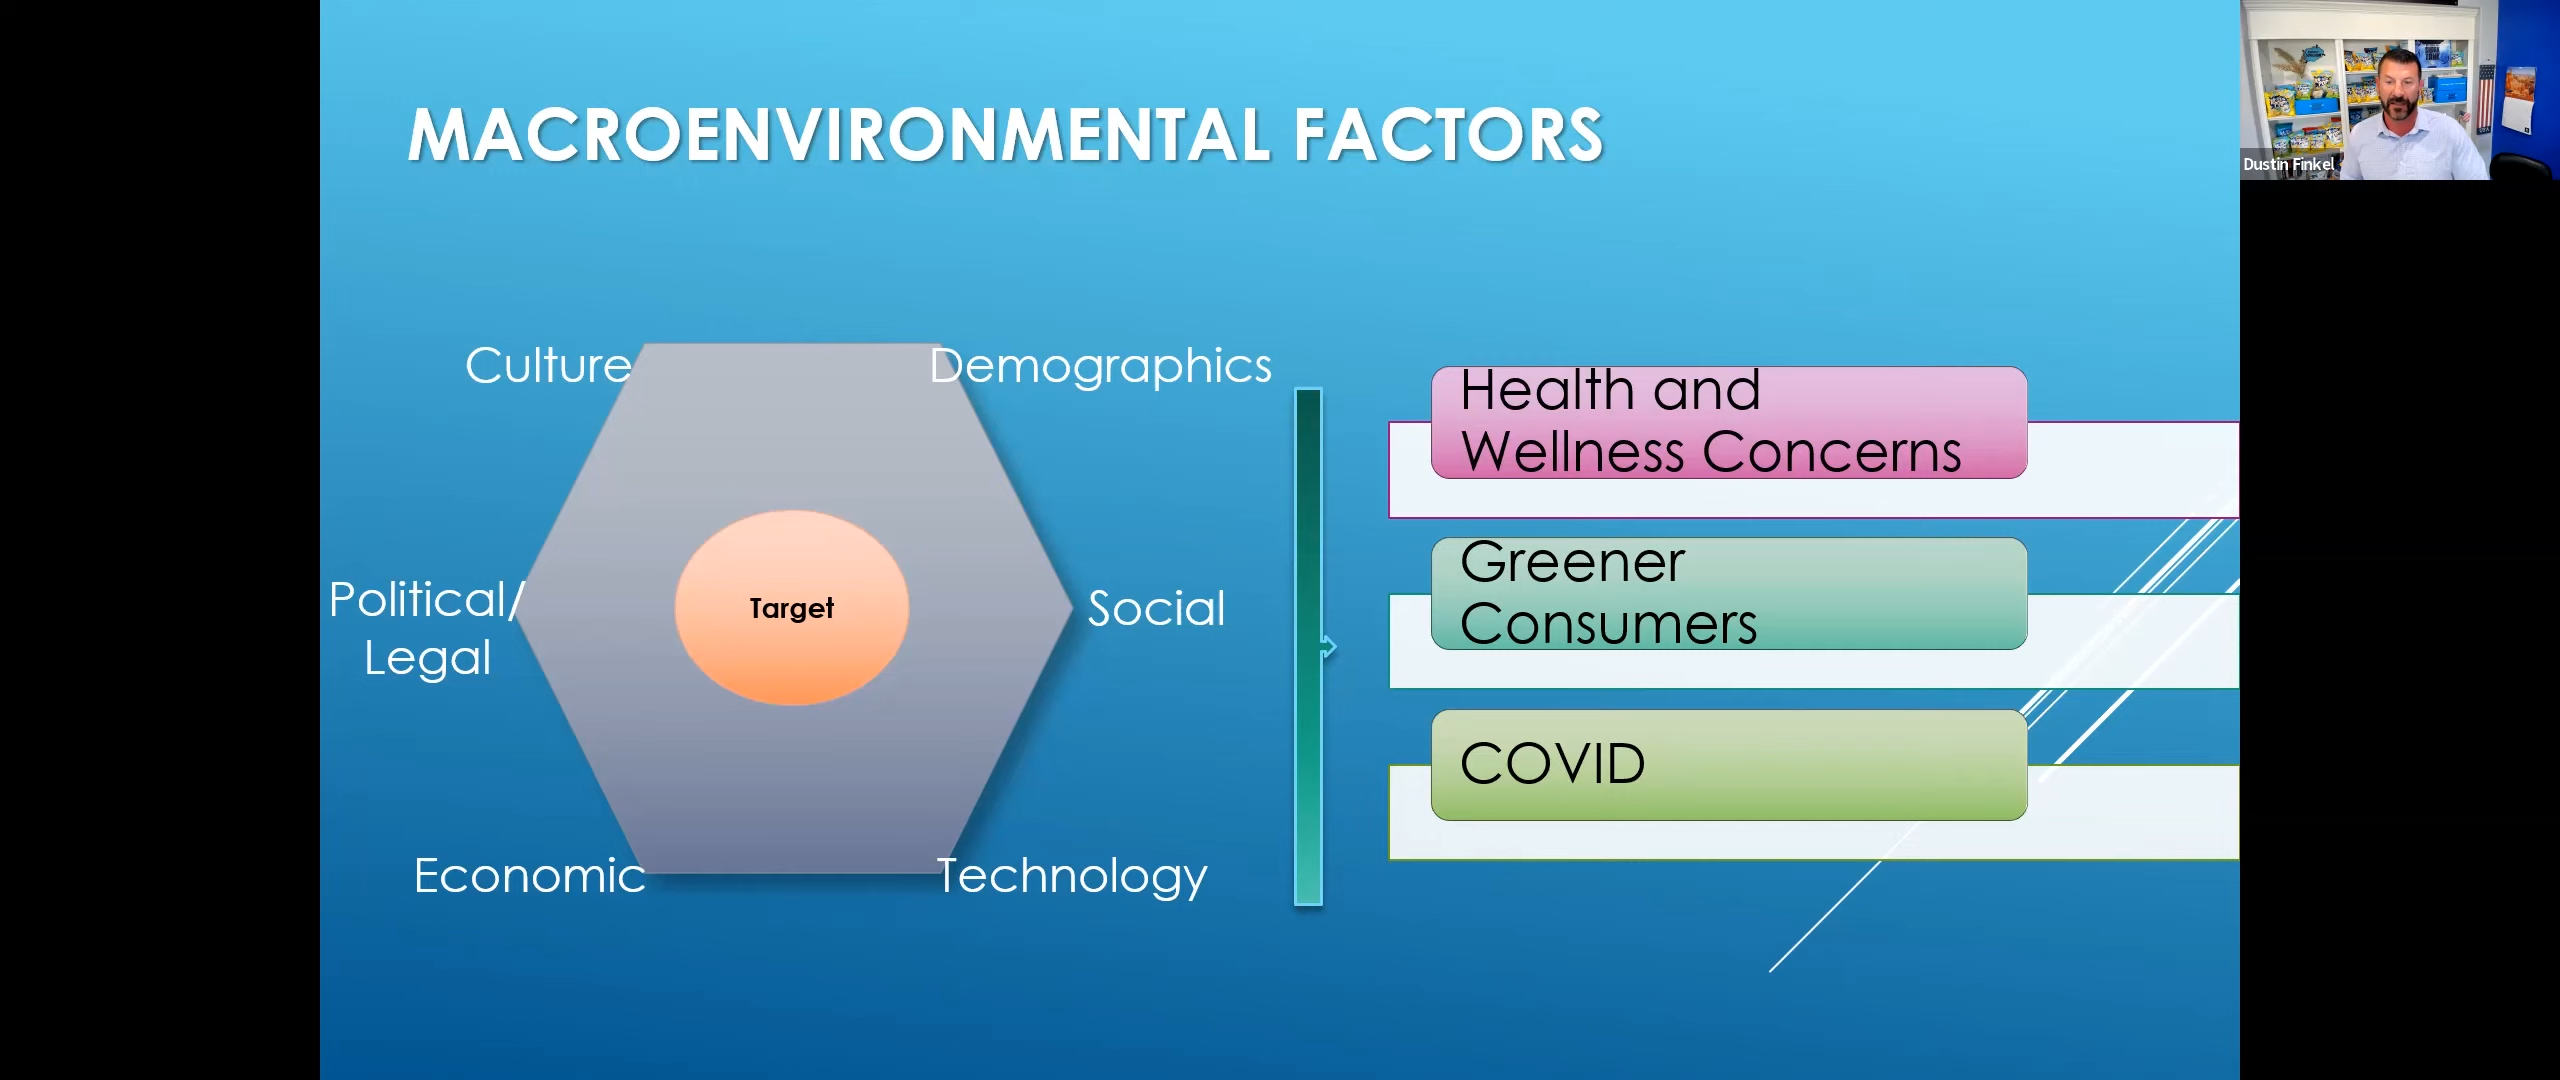 MACROENVIRONMENTAL FACTORS
Culture
Demographics
Political/
Legal
Target
Social
Economic
Technology
Health and
Wellness Concerns
Greener
Consumers
COVID
Dustin Finkel